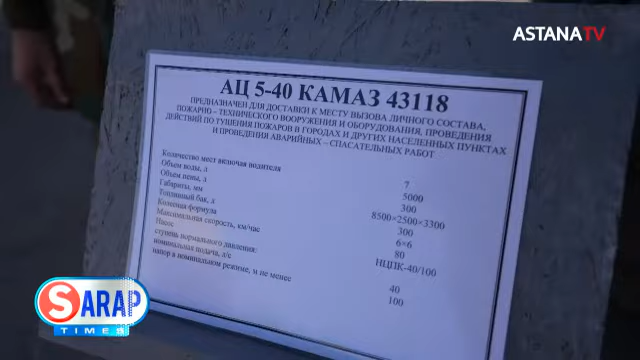 ASTANATV
АЦ 5-40 КАМАЗ 43118
ПРЕДНАЗНАЧЕН ДЛЯ ДОСТАВКИ К МЕСТУ ВЫЗОВА ЛИЧНОГО СОСТАВА,
ПОЖАРНО – ТЕХНИЧЕСКОГО ВООРУЖЕНИЯ И ОБОРУДОВАНИЯ, ПРОВЕДЕНИЯ
ДЕЙСТВИЙ ПО ТУШЕНИЯ ПОЖАРОВ В ГОРОДАХ И ДРУГИХ НАСЕЛЕННЫХ ПУНКТАХ
И ПРОВЕДЕНИЯ АВАРИЙНЫХ – СПАСАТЕЛЬНЫХ РАБОТ
Количество мест включая водителя 7
Объем воды, л 5000
Объем пены, л 300
Габариты, мм 8500×2500×3300
Топливный бак, л 300
Колесная формула 6×6
Максимальная скорость, км/час 80
Насос НЦПК-40/100
ступень нормального давления:
номинальная подача, л/с 40
напор в номинальном режиме, м не менее 100
SARAP
TIMES